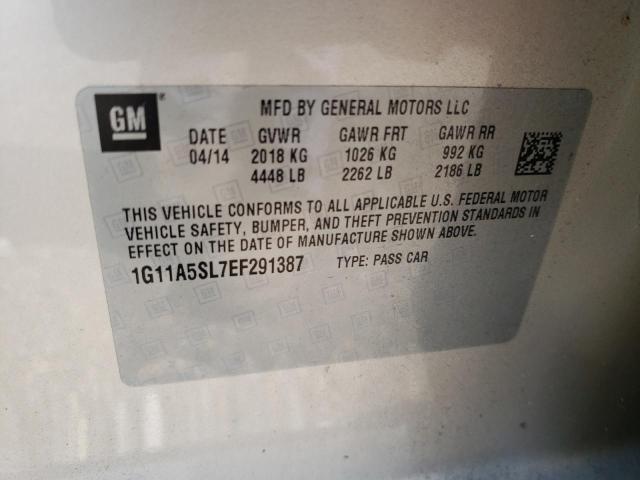 GM
MFD BY GENERAL MOTORS LLC
DATE GVWR GAWR FRT GAWR RR
04/14 2018 KG 1026 KG 992 KG
4448 LB 2262 LB 2186 LB
THIS VEHICLE CONFORMS TO ALL APPLICABLE U.S. FEDERAL MOTOR
VEHICLE SAFETY, BUMPER, AND THEFT PREVENTION STANDARDS IN
EFFECT ON THE DATE OF MANUFACTURE SHOWN ABOVE.
1G11A5SL7EF291387 TYPE: PASS CAR